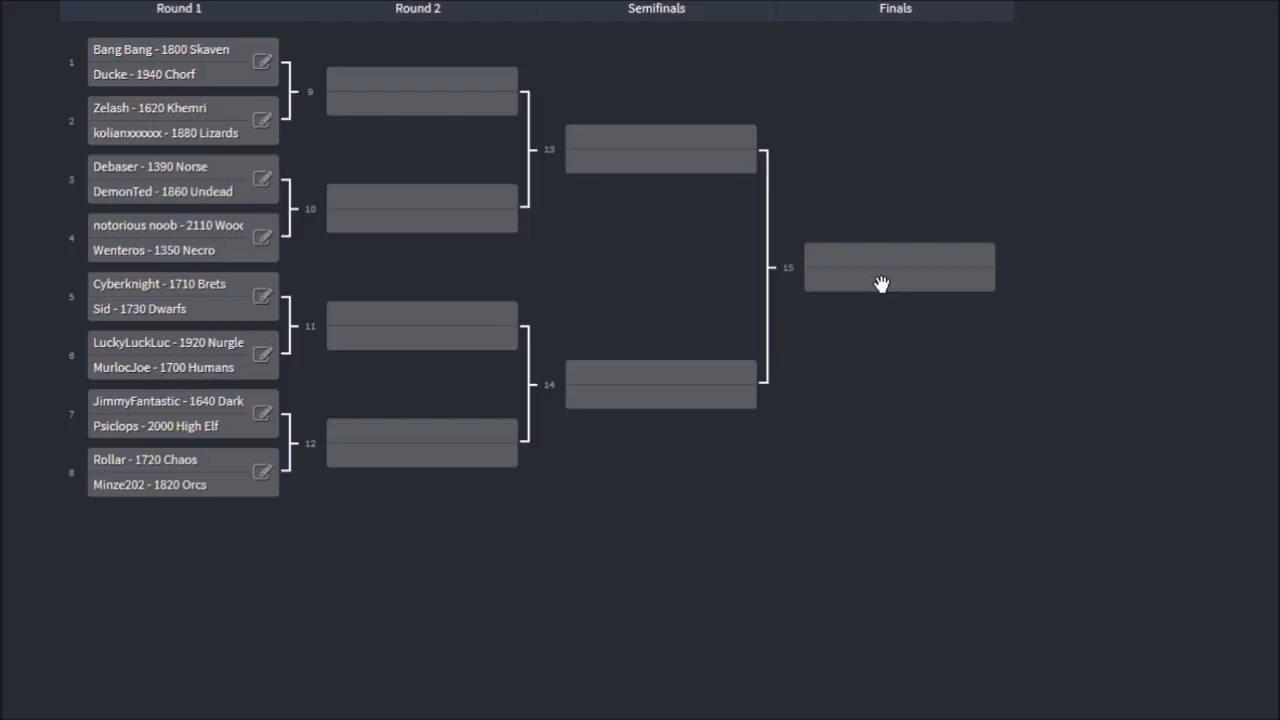 Round 1
Round 2
Semifinals
Finals
1
Bang Bang - 1800 Skaven
Ducke - 1940 Chorf
2
Zelash - 1620 Khemri
kolianxxxxxx - 1880 Lizards
3
Debaser - 1390 Norse
DemonTed - 1860 Undead
4
notorious noob - 2110 Wooc
Wenteros - 1350 Necro
5
Cyberknight - 1710 Brets
Sid - 1730 Dwarfs
6
LuckyLuckLuc - 1920 Nurgle
MurlocJoe - 1700 Humans
7
JimmyFantastic - 1640 Dark
Psiclops - 2000 High Elf
8
Rollar - 1720 Chaos
Minze202 - 1820 Orcs
9
10
11
12
13
14
15